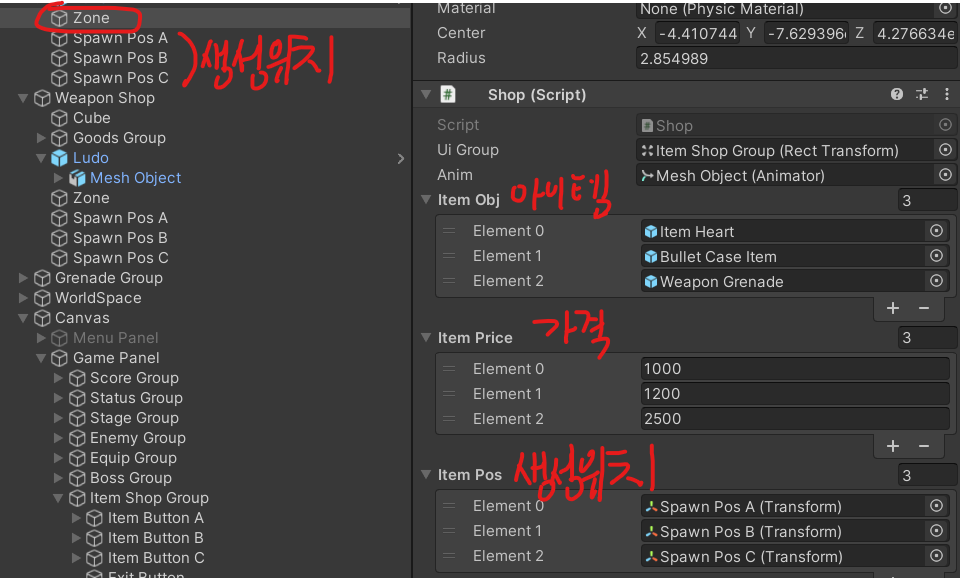 Zone
Spawn Pos A
Spawn Pos B
Spawn Pos C
생성위치
Weapon Shop
Cube
Goods Group
Ludo
Mesh Object
Zone
Spawn Pos A
Spawn Pos B
Spawn Pos C
Grenade Group
WorldSpace
Canvas
Menu Panel
Game Panel
Score Group
Status Group
Stage Group
Enemy Group
Equip Group
Boss Group
Item Shop Group
Item Button A
Item Button B
Item Button C
Exit Button
Material None (Physic Material)
Center X -4.410744 Y -7.629396 Z 4.276634e
Radius 2.854989
# Shop (Script)
Script # Shop
Ui Group Item Shop Group (Rect Transform)
Anim Mesh Object (Animator)
Item Obj 아이템 3
Element 0 Item Heart
Element 1 Bullet Case Item
Element 2 Weapon Grenade
+ −
Item Price 가격 3
Element 0 1000
Element 1 1200
Element 2 2500
+ −
Item Pos 생성위치 3
Element 0 Spawn Pos A (Transform)
Element 1 Spawn Pos B (Transform)
Element 2 Spawn Pos C (Transform)